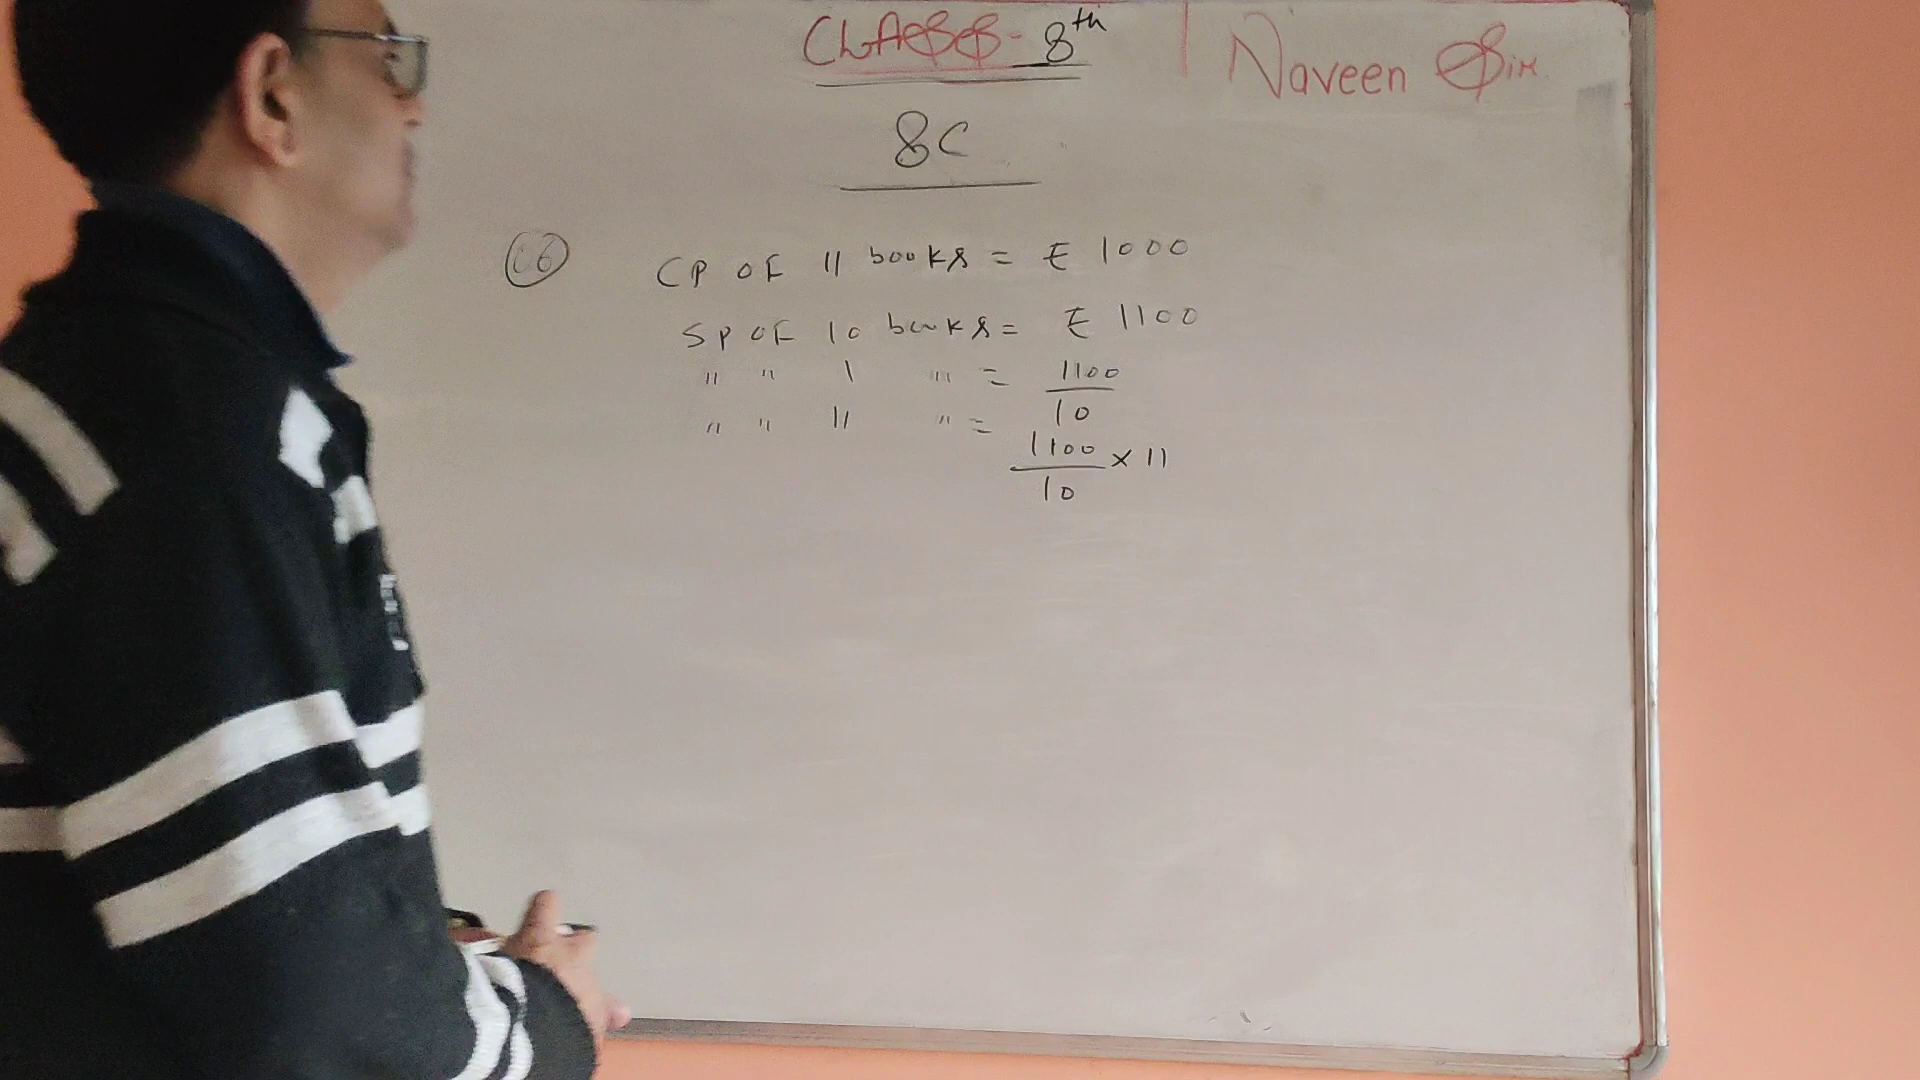 CLASS- 8th | Naveen Sir
8C
CP OF 11 books = ₹ 1000
SP OF 10 books = ₹ 1100
" " 1 " = 1100/10
" " 11 " = 1100/10 × 11